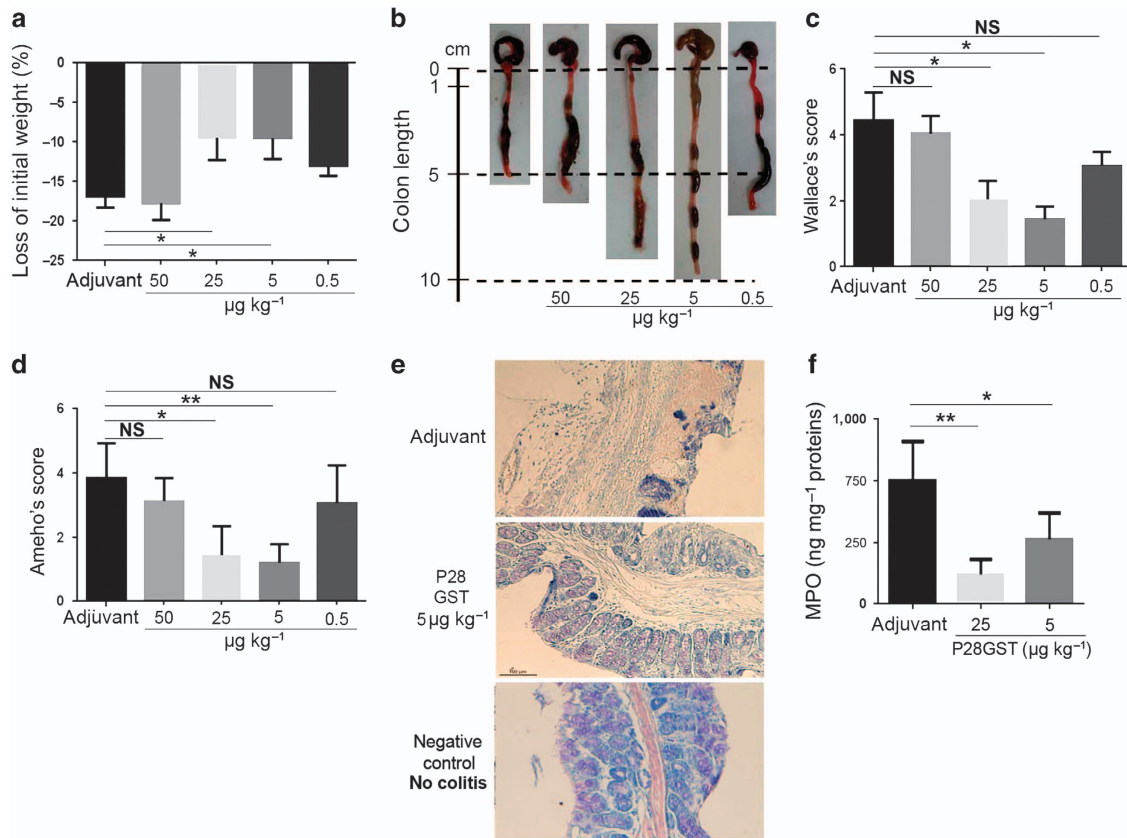 a
Loss of initial weight (%)
0
−5
−10
−15
−20
−25
*
*
Adjuvant
50
25
5
0.5
µg kg⁻¹
b
cm
0
1
5
10
Colon length
50
25
5
0.5
µg kg⁻¹
c
Wallace's score
6
4
2
0
NS
*
*
NS
Adjuvant
50
25
5
0.5
µg kg⁻¹
d
Ameho's score
6
4
2
0
NS
**
*
NS
Adjuvant
50
25
5
0.5
µg kg⁻¹
e
Adjuvant
P28
GST
5 µg kg⁻¹
100 µm
Negative
control
No colitis
f
MPO (ng mg⁻¹ proteins)
1,000
750
250
0
*
**
Adjuvant
25
5
P28GST (µg kg⁻¹)